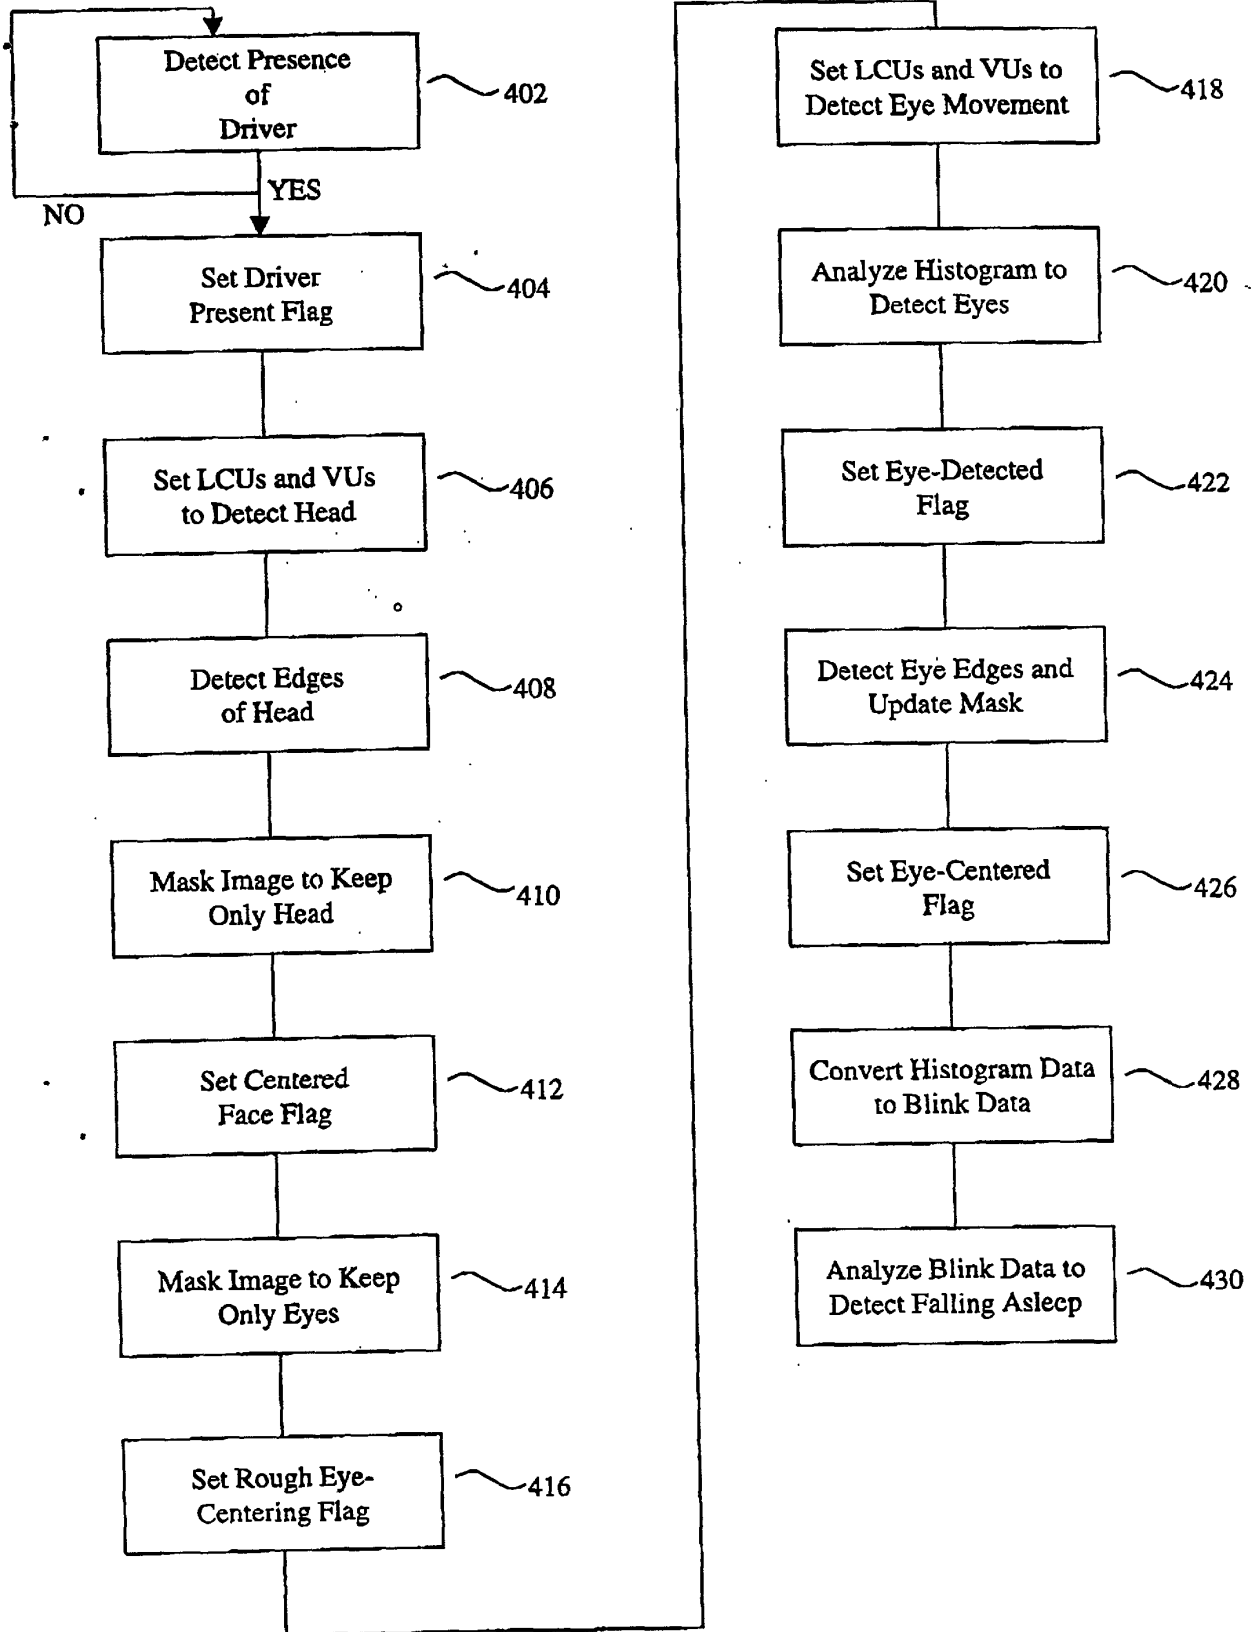 Detect Presence
of
Driver
402
YES
NO
Set Driver
Present Flag
404
Set LCUs and VUs
to Detect Head
406
Detect Edges
of Head
408
Mask Image to Keep
Only Head
410
Set Centered
Face Flag
412
Mask Image to Keep
Only Eyes
414
Set Rough Eye-
Centering Flag
416
Set LCUs and VUs to
Detect Eye Movement
418
Analyze Histogram to
Detect Eyes
420
Set Eye-Detected
Flag
422
Detect Eye Edges and
Update Mask
424
Set Eye-Centered
Flag
426
Convert Histogram Data
to Blink Data
428
Analyze Blink Data to
Detect Falling Asleep
430